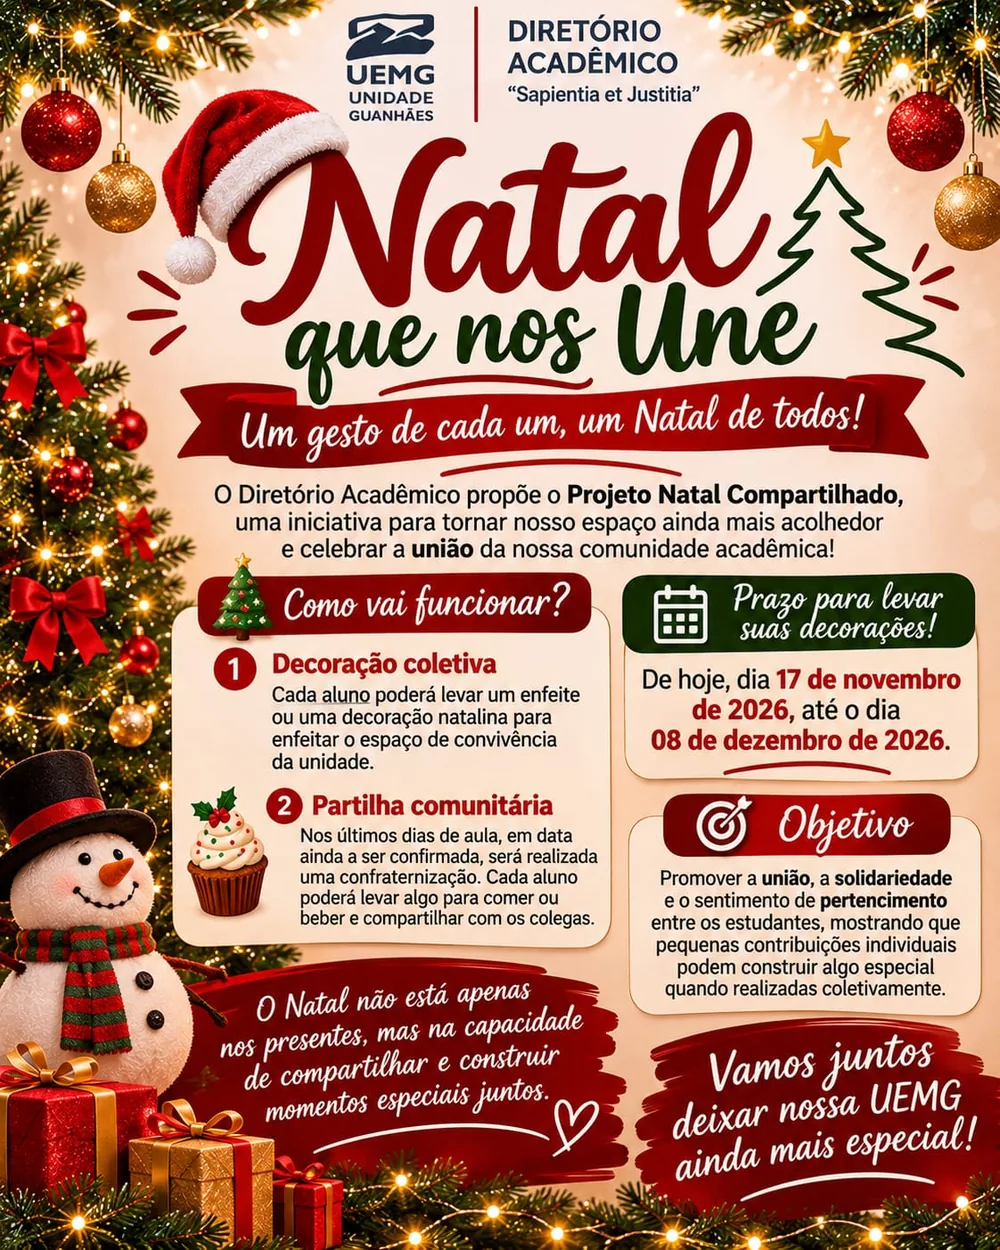 UEMG
UNIDADE
GUANHÃES
DIRETÓRIO
ACADÊMICO
“Sapientia et Justitia”
Natal
que nos Une
Um gesto de cada um, um Natal de todos!
O Diretório Acadêmico propõe o Projeto Natal Compartilhado,
uma iniciativa para tornar nosso espaço ainda mais acolhedor
e celebrar a união da nossa comunidade acadêmica!
Como vai funcionar?
1 Decoração coletiva
Cada aluno poderá levar um enfeite
ou uma decoração natalina para
enfeitar o espaço de convivência
da unidade.
2 Partilha comunitária
Nos últimos dias de aula, em data
ainda a ser confirmada, será realizada
uma confraternização. Cada aluno
poderá levar algo para comer ou
beber e compartilhar com os colegas.
Prazo para levar
suas decorações!
De hoje, dia 17 de novembro
de 2026, até o dia
08 de dezembro de 2026.
Objetivo
Promover a união, a solidariedade
e o sentimento de pertencimento
entre os estudantes, mostrando que
pequenas contribuições individuais
podem construir algo especial
quando realizadas coletivamente.
O Natal não está apenas
nos presentes, mas na capacidade
de compartilhar e construir
momentos especiais juntos.
Vamos juntos
deixar nossa UEMG
ainda mais especial!